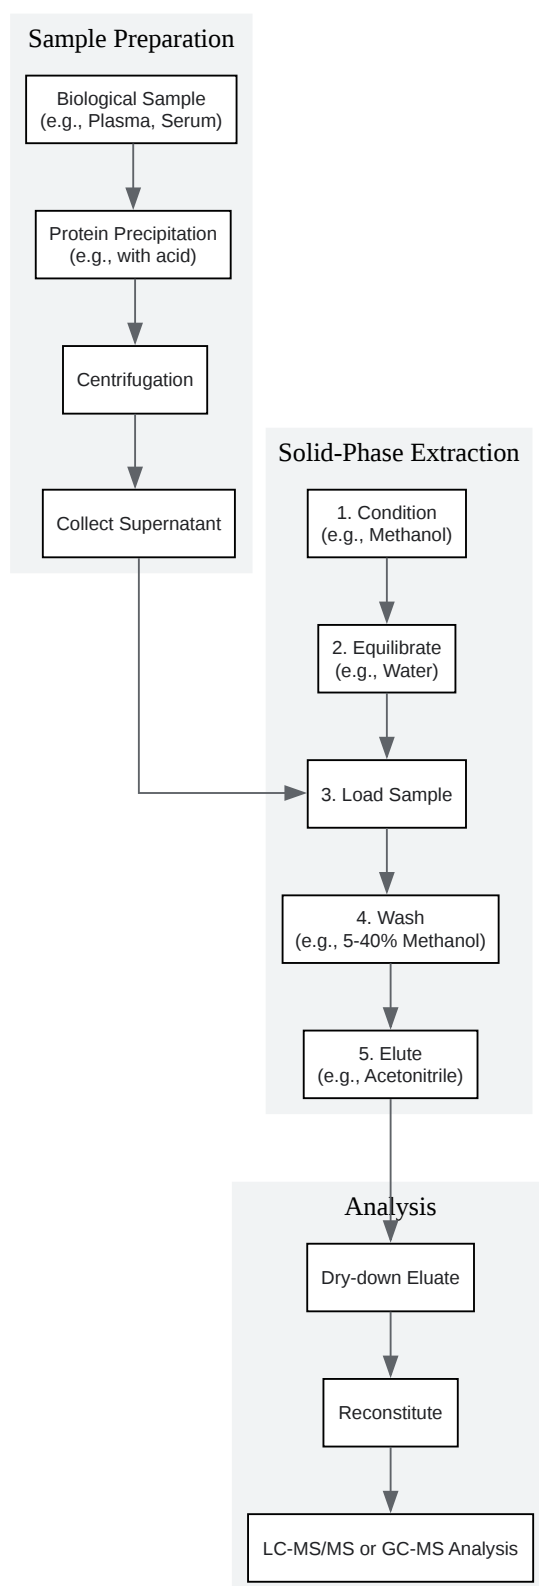 Sample Preparation
Biological Sample
(e.g., Plasma, Serum)
Protein Precipitation
(e.g., with acid)
Centrifugation
Collect Supernatant
Solid-Phase Extraction
1. Condition
(e.g., Methanol)
2. Equilibrate
(e.g., Water)
3. Load Sample
4. Wash
(e.g., 5-40% Methanol)
5. Elute
(e.g., Acetonitrile)
Analysis
Dry-down Eluate
Reconstitute
LC-MS/MS or GC-MS Analysis